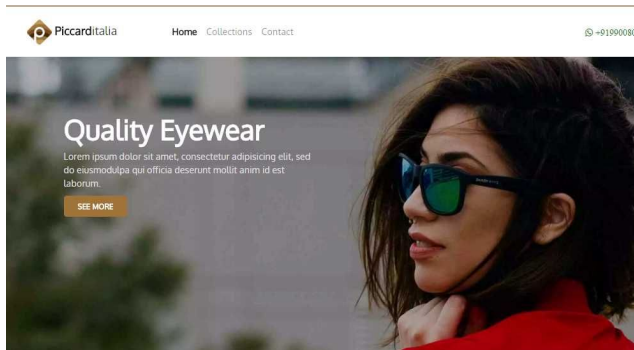 Piccarditalia
Home Collections Contact
+919990080
Quality Eyewear
Lorem ipsum dolor sit amet, consectetur adipisicing elit, sed
do eiusmodulpa qui officia deserunt mollit anim id est
laborum.
SEE MORE